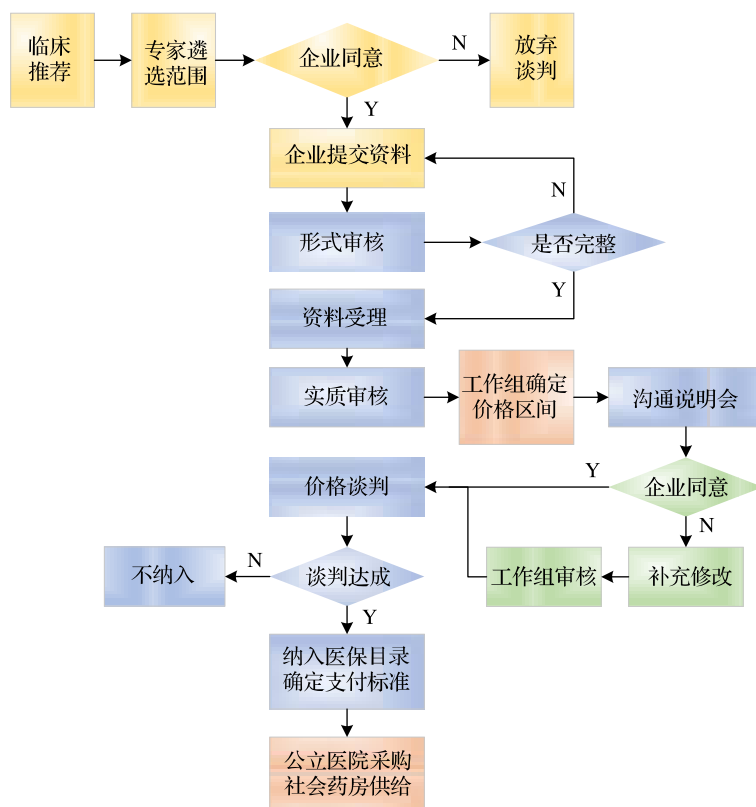 临床
推荐
专家遴
选范围
企业同意
N
放弃
谈判
Y
企业提交资料
N
形式审核
是否完整
Y
资料受理
实质审核
工作组确定
价格区间
沟通说明会
价格谈判
Y
企业同意
N
不纳入
N
谈判达成
工作组审核
补充修改
Y
纳入医保目录
确定支付标准
公立医院采购
社会药房供给